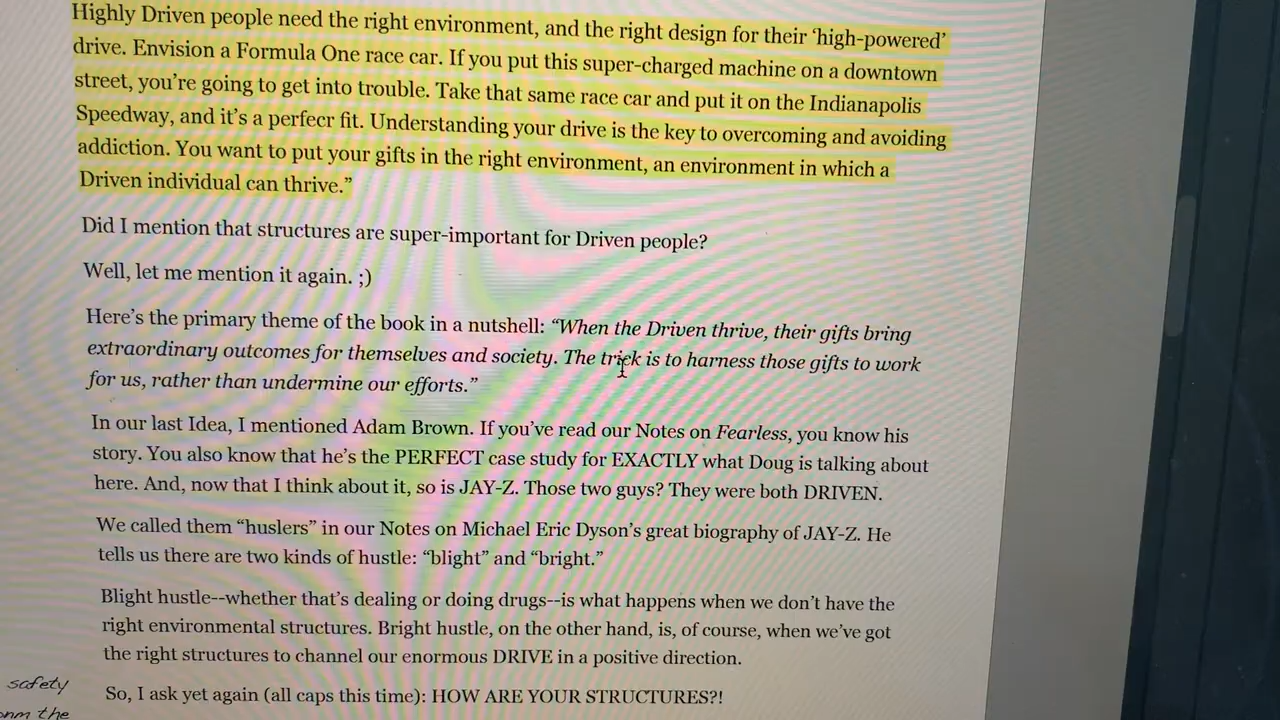 Highly Driven people need the right environment, and the right design for their ‘high-powered’
drive. Envision a Formula One race car. If you put this super-charged machine on a downtown
street, you’re going to get into trouble. Take that same race car and put it on the Indianapolis
Speedway, and it’s a perfecr fit. Understanding your drive is the key to overcoming and avoiding
addiction. You want to put your gifts in the right environment, an environment in which a
Driven individual can thrive.”
Did I mention that structures are super-important for Driven people?
Well, let me mention it again. ;)
Here’s the primary theme of the book in a nutshell: “When the Driven thrive, their gifts bring
extraordinary outcomes for themselves and society. The trick is to harness those gifts to work
for us, rather than undermine our efforts.”
In our last Idea, I mentioned Adam Brown. If you’ve read our Notes on Fearless, you know his
story. You also know that he’s the PERFECT case study for EXACTLY what Doug is talking about
here. And, now that I think about it, so is JAY-Z. Those two guys? They were both DRIVEN.
We called them “huslers” in our Notes on Michael Eric Dyson’s great biography of JAY-Z. He
tells us there are two kinds of hustle: “blight” and “bright.”
Blight hustle--whether that’s dealing or doing drugs--is what happens when we don’t have the
right environmental structures. Bright hustle, on the other hand, is, of course, when we’ve got
the right structures to channel our enormous DRIVE in a positive direction.
safety
So, I ask yet again (all caps this time): HOW ARE YOUR STRUCTURES?!
the